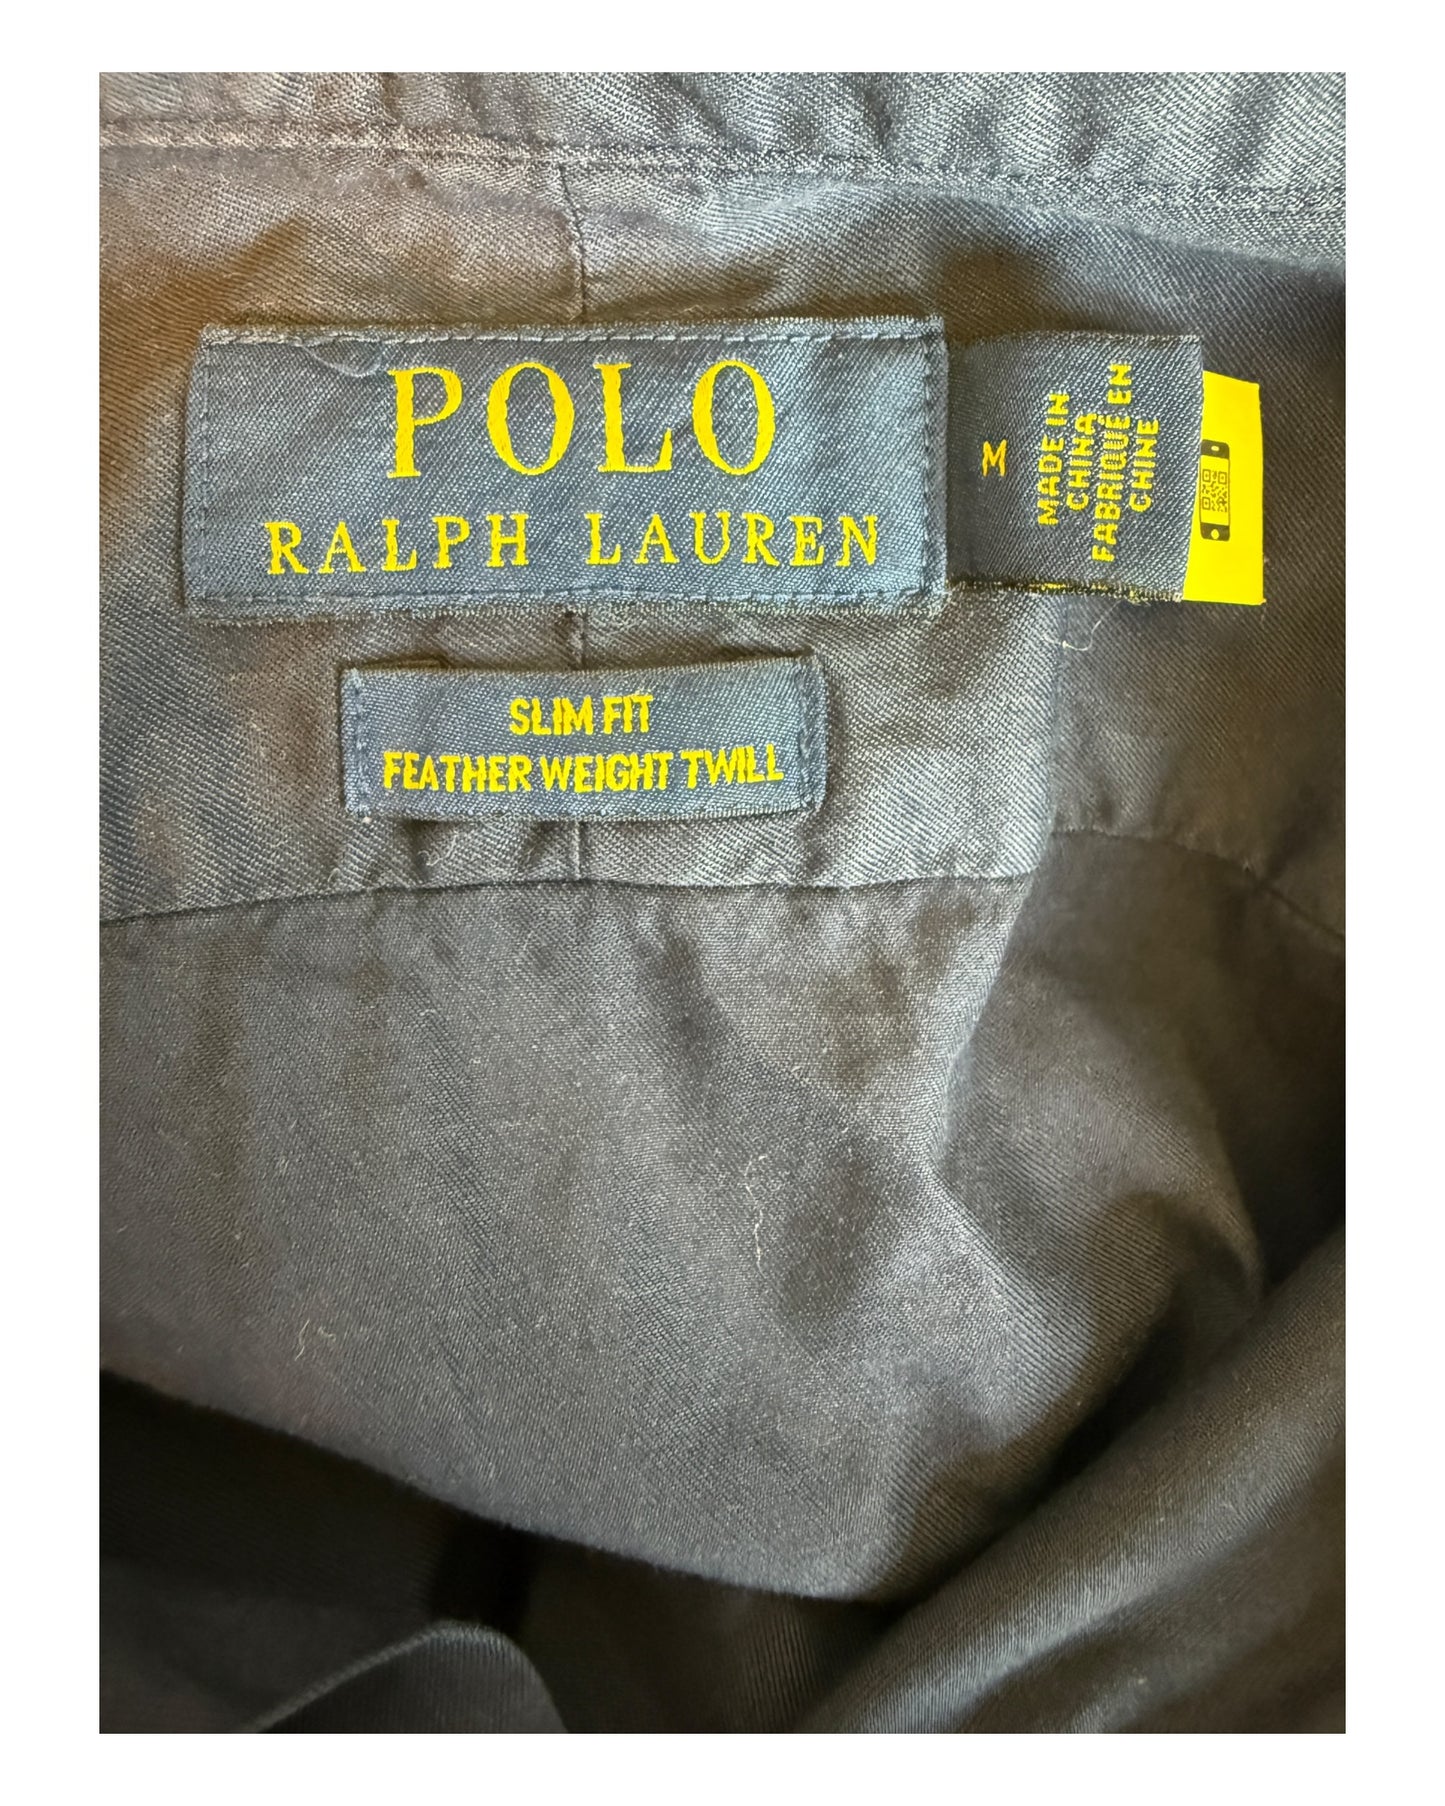 POLO
RALPH LAUREN
M
MADE IN
CHINA
FABRIQUÉ EN
CHINE
SLIM FIT
FEATHER WEIGHT TWILL